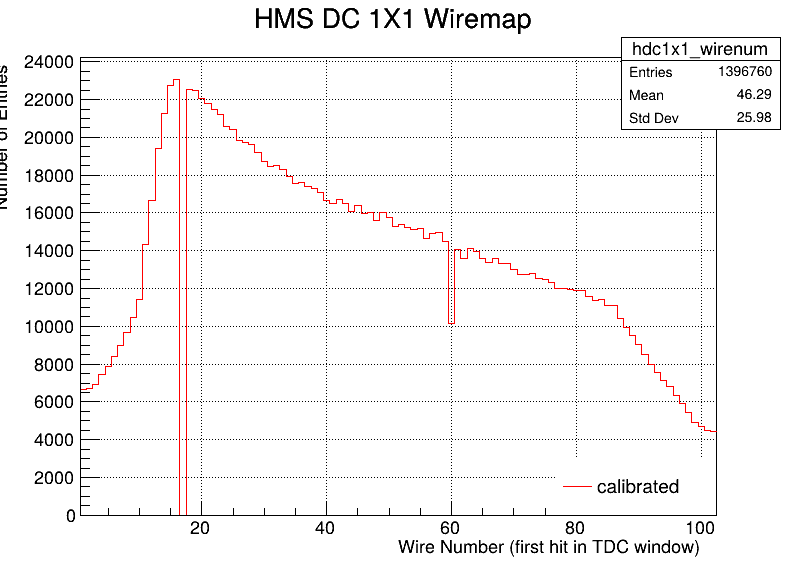 HMS DC 1X1 Wiremap
hdc1x1_wirenum
Entries 1396760
Mean 46.29
Std Dev 25.98
Number of Entries
24000
22000
20000
18000
16000
14000
12000
10000
8000
6000
4000
2000
0
calibrated
20 40 60 80 100
Wire Number (first hit in TDC window)